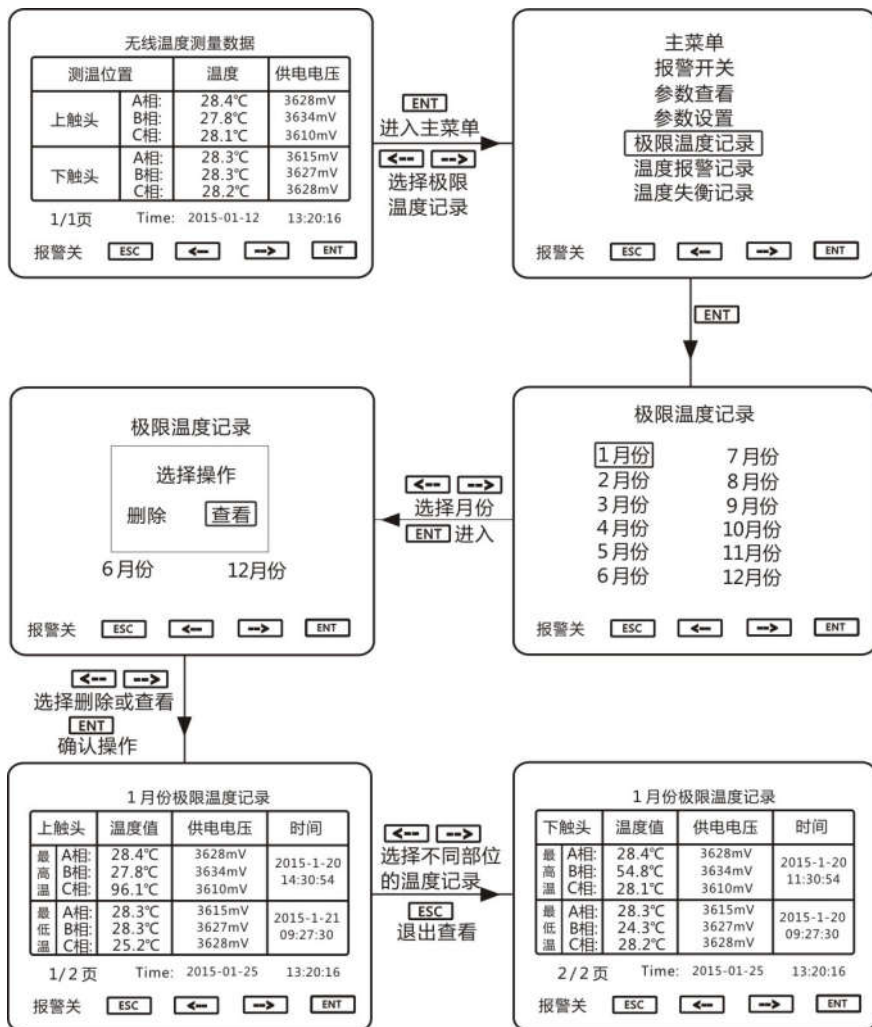 无线温度测量数据
测温位置 温度 供电电压
上触头 A相: 28.4℃ 3628mV
B相: 27.8℃ 3634mV
C相: 28.1℃ 3610mV
下触头 A相: 28.3℃ 3615mV
B相: 28.3℃ 3627mV
C相: 28.2℃ 3628mV
1/1页 Time: 2015-01-12 13:20:16
报警关 ESC <-- --> ENT
ENT
进入主菜单
<-- -->
选择极限
温度记录
主菜单
报警开关
参数查看
参数设置
极限温度记录
温度报警记录
温度失衡记录
报警关 ESC <-- --> ENT
ENT
极限温度记录
1月份 7月份
2月份 8月份
3月份 9月份
4月份 10月份
5月份 11月份
6月份 12月份
报警关 ESC <-- --> ENT
<-- -->
选择月份
ENT 进入
极限温度记录
选择操作
删除 查看
6月份 12月份
报警关 ESC <-- --> ENT
<-- -->
选择删除或查看
ENT
确认操作
1月份极限温度记录
上触头 温度值 供电电压 时间
最高温 A相: 28.4℃ 3628mV 2015-1-20
B相: 27.8℃ 3634mV 14:30:54
C相: 96.1℃ 3610mV
最低温 A相: 28.3℃ 3615mV 2015-1-21
B相: 28.3℃ 3627mV 09:27:30
C相: 25.2℃ 3628mV
1/2页 Time: 2015-01-25 13:20:16
报警关 ESC <-- --> ENT
<-- -->
选择不同部位
的温度记录
ESC
退出查看
1月份极限温度记录
下触头 温度值 供电电压 时间
最高温 A相: 28.4℃ 3628mV 2015-1-20
B相: 54.8℃ 3634mV 11:30:54
C相: 28.1℃ 3610mV
最低温 A相: 28.3℃ 3615mV 2015-1-20
B相: 24.3℃ 3627mV 09:27:30
C相: 28.2℃ 3628mV
2/2页 Time: 2015-01-25 13:20:16
报警关 ESC <-- --> ENT